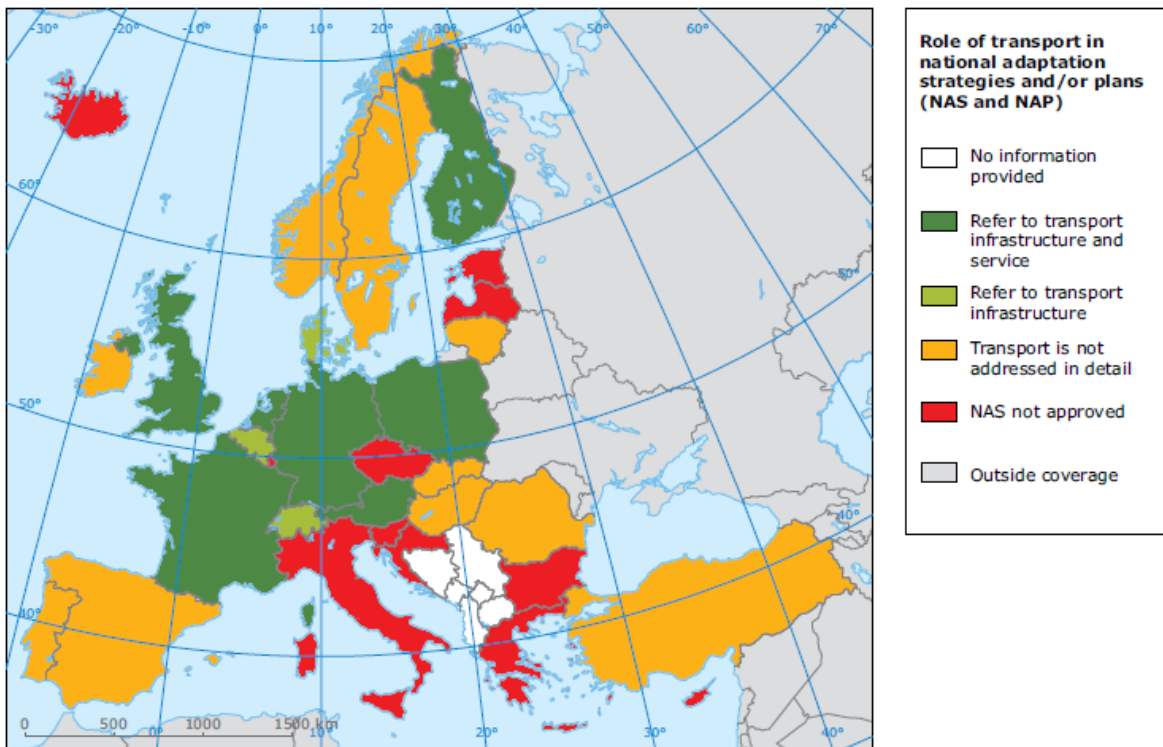 -30°
-20°
-10°
0°
10°
20°
30°
40°
50°
60°
70°
60°
50°
50°
40°
40°
0
500
1000
1500 km
0°
10°
20°
30°
40°
Role of transport in
national adaptation
strategies and/or plans
(NAS and NAP)
No information
provided
Refer to transport
infrastructure and
service
Refer to transport
infrastructure
Transport is not
addressed in detail
NAS not approved
Outside coverage